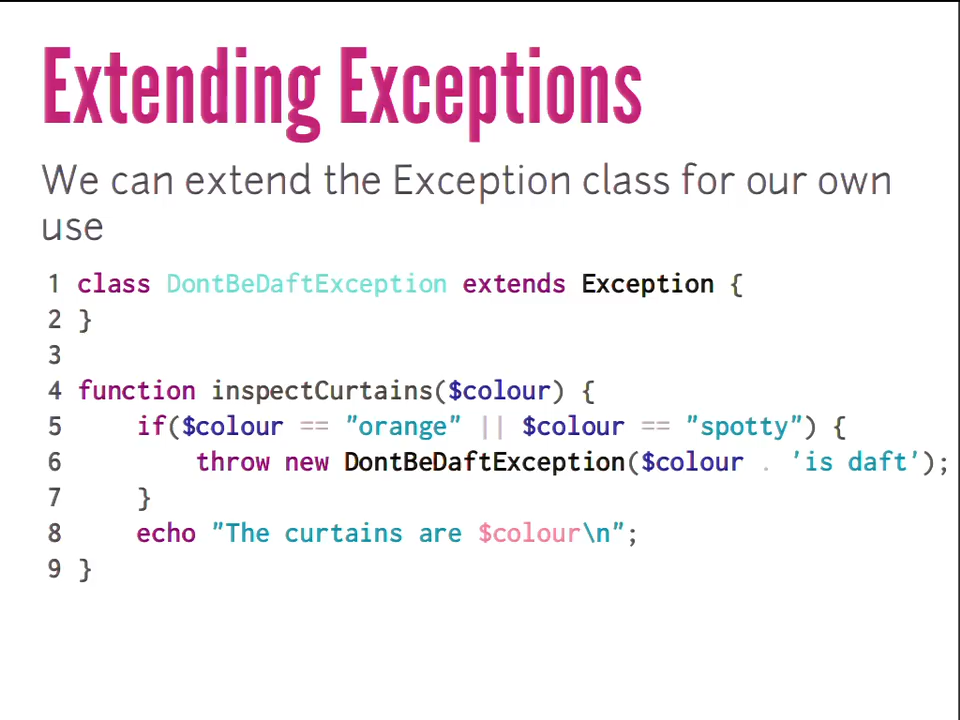 Extending Exceptions
We can extend the Exception class for our own
use
1 class DontBeDaftException extends Exception {
2 }
3
4 function inspectCurtains($colour) {
5     if($colour == "orange" || $colour == "spotty") {
6         throw new DontBeDaftException($colour . 'is daft');
7     }
8     echo "The curtains are $colour\n";
9 }